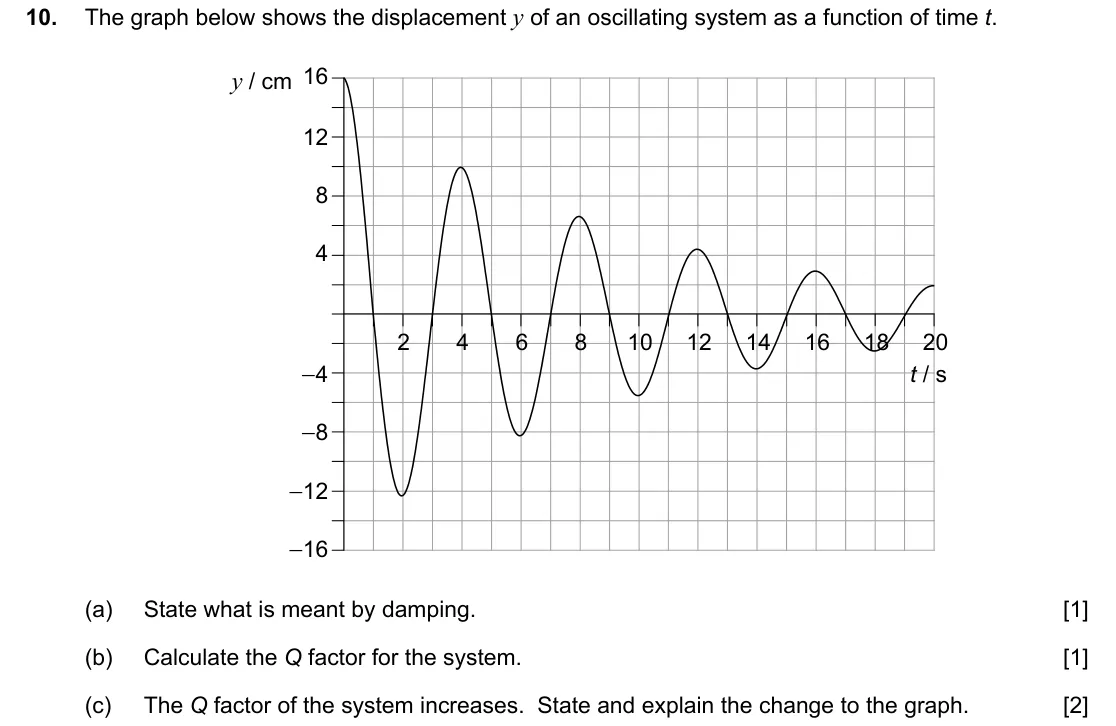 10. The graph below shows the displacement y of an oscillating system as a function of time t.
y / cm 16
12
8
4
2 4 6 8 10 12 14 16 18 20
–4
t / s
–8
–12
–16
(a) State what is meant by damping. [1]
(b) Calculate the Q factor for the system. [1]
(c) The Q factor of the system increases. State and explain the change to the graph. [2]